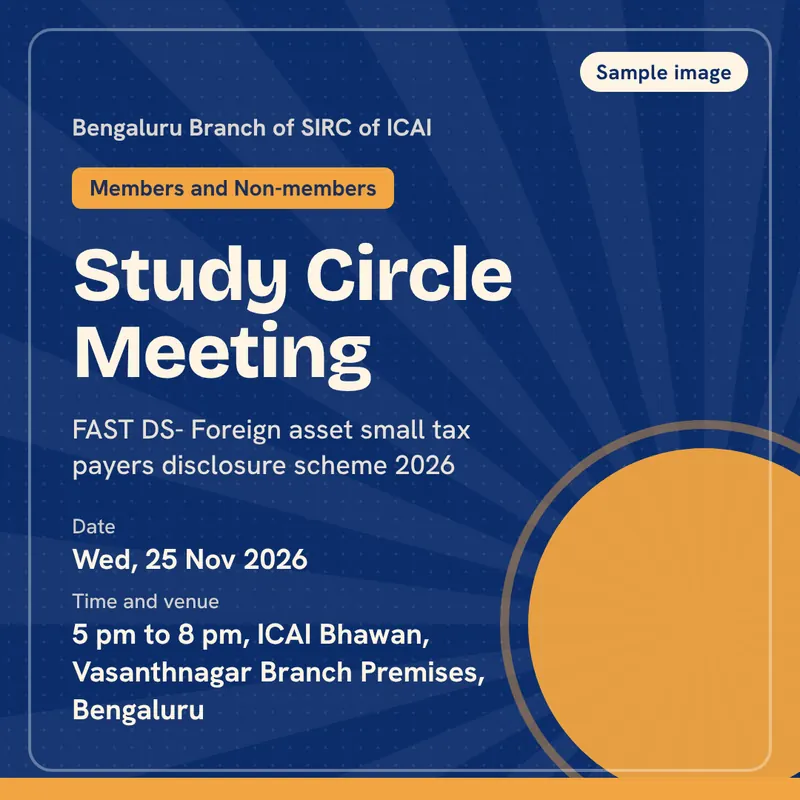 Sample image
Bengaluru Branch of SIRC of ICAI
Members and Non-members
Study Circle
Meeting
FAST DS- Foreign asset small tax
payers disclosure scheme 2026
Date
Wed, 25 Nov 2026
Time and venue
5 pm to 8 pm, ICAI Bhawan,
Vasanthnagar Branch Premises,
Bengaluru